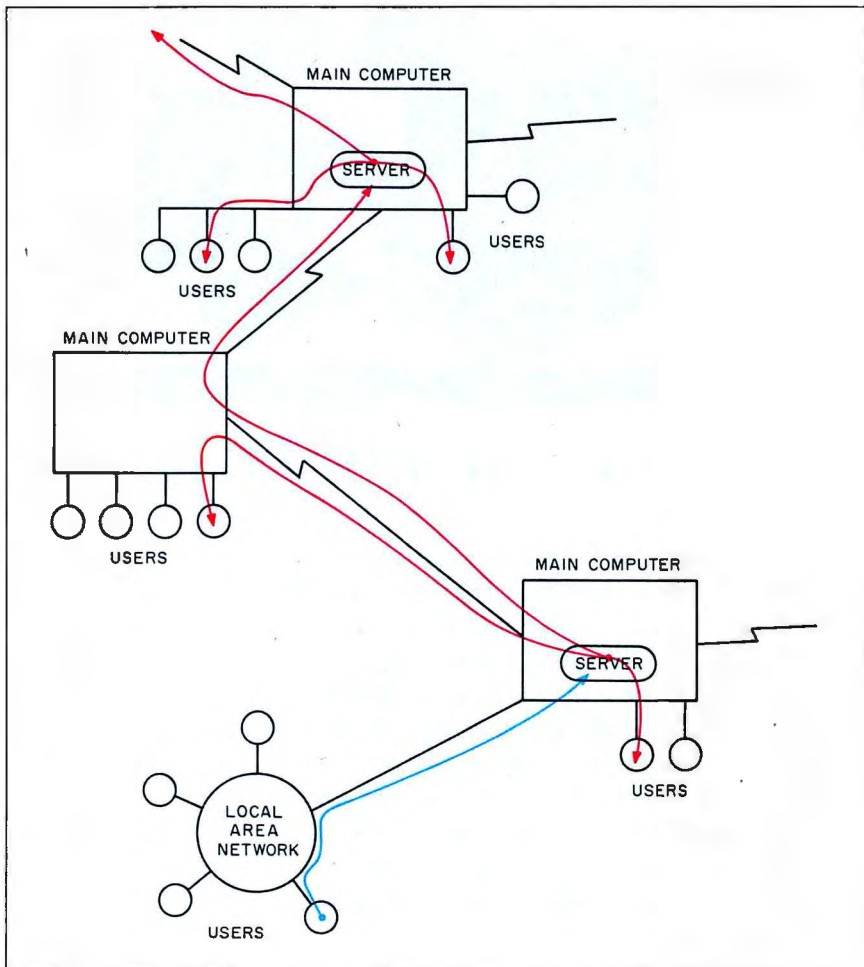 MAIN COMPUTER
SERVER
USERS
USERS
MAIN COMPUTER
USERS
MAIN COMPUTER
SERVER
USERS
LOCAL
AREA
NETWORK
USERS